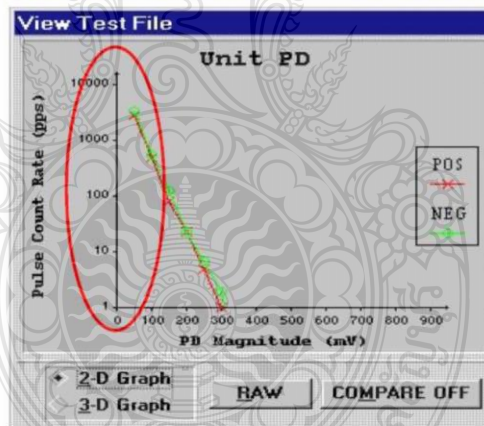 View Test File
Unit PD
Pulse Count Rate (pps)
10000
1000
100
10
1
0 100 200 300 400 500 600 700 800 900
PD Magnitude (mV)
POS
NEG
2-D Graph
3-D Graph
RAW
COMPARE OFF